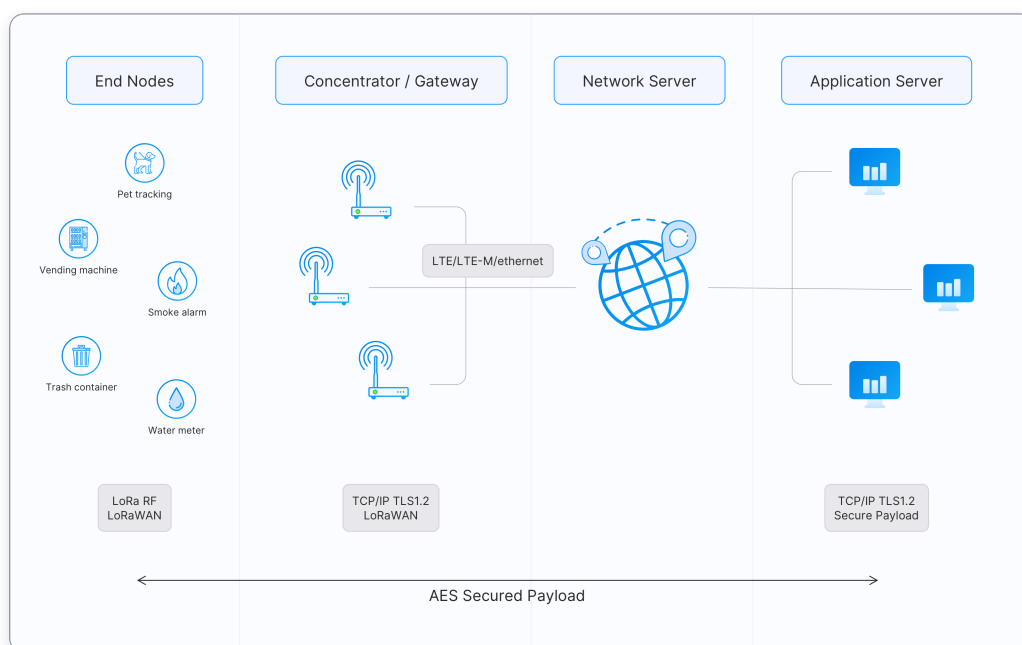 End Nodes
Concentrator / Gateway
Network Server
Application Server
Pet tracking
Vending machine
Smoke alarm
Trash container
Water meter
LTE/LTE-M/ethernet
LoRa RF
LoRaWAN
TCP/IP TLS1.2
LoRaWAN
TCP/IP TLS1.2
Secure Payload
AES Secured Payload